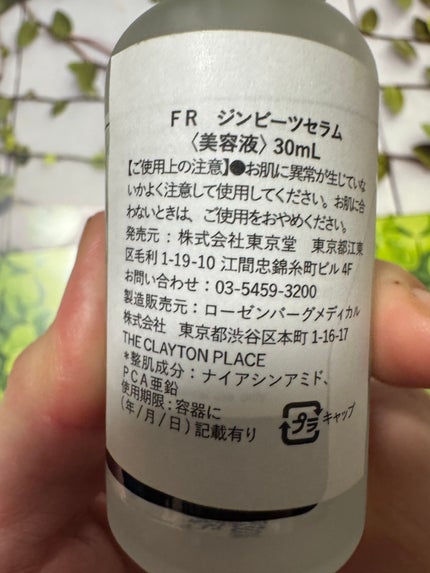 FR ジンピーツセラム
〈美容液〉30mL
【ご使用上の注意】●お肌に異常が生じていな
いかよく注意して使用してください。お肌に合
わないときは、ご使用をおやめください。
発売元：株式会社東京堂 東京都江東
区毛利1-19-10 江間忠錦糸町ビル4F
お問い合わせ：03-5459-3200
製造販売元：ローゼンバーグメディカル
株式会社 東京都渋谷区本町1-16-17
THE CLAYTON PLACE
*整肌成分：ナイアシンアミド、
PCA亜鉛
使用期限：容器に
(年/月/日)記載有り
プラ キャップ